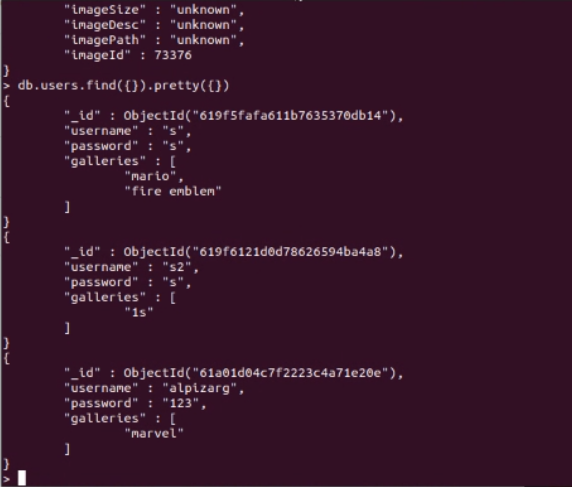 "imageSize" : "unknown",
"imageDesc" : "unknown",
"imagePath" : "unknown",
"imageId" : 73376
}
> db.users.find({}).pretty({})
{
"_id" : ObjectId("619f5fafa611b7635370db14"),
"username" : "s",
"password" : "s",
"galleries" : [
"mario",
"fire emblem"
]
}
{
"_id" : ObjectId("619f6121d0d78626594ba4a8"),
"username" : "s2",
"password" : "s",
"galleries" : [
"1s"
]
}
{
"_id" : ObjectId("61a01d04c7f2223c4a71e20e"),
"username" : "alpizarg",
"password" : "123",
"galleries" : [
"marvel"
]
}
>